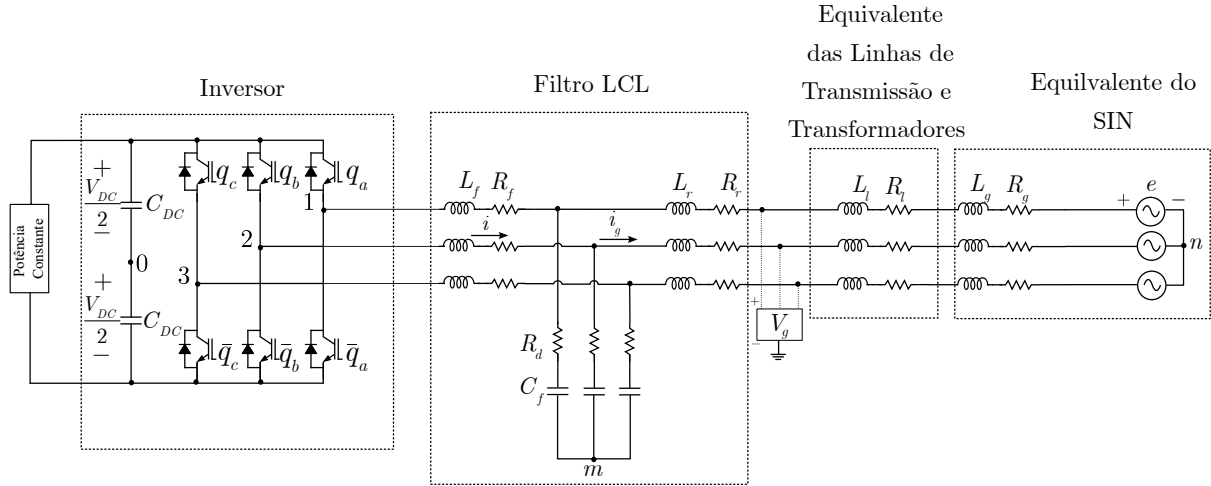 Equivalente
das Linhas de
Transmissão e
Transformadores
Equilvalente do
SIN
Inversor
Filtro LCL
Potência
Constante
+
V_DC
2
−
C_DC
0
+
V_DC
2
−
C_DC
q_c
q_b
q_a
1
2
3
q̄_c
q̄_b
q̄_a
L_f
R_f
i
i_g
L_r
R_r
R_d
C_f
m
+
V_g
−
L_l
R_l
L_g
R_g
+
e
−
n